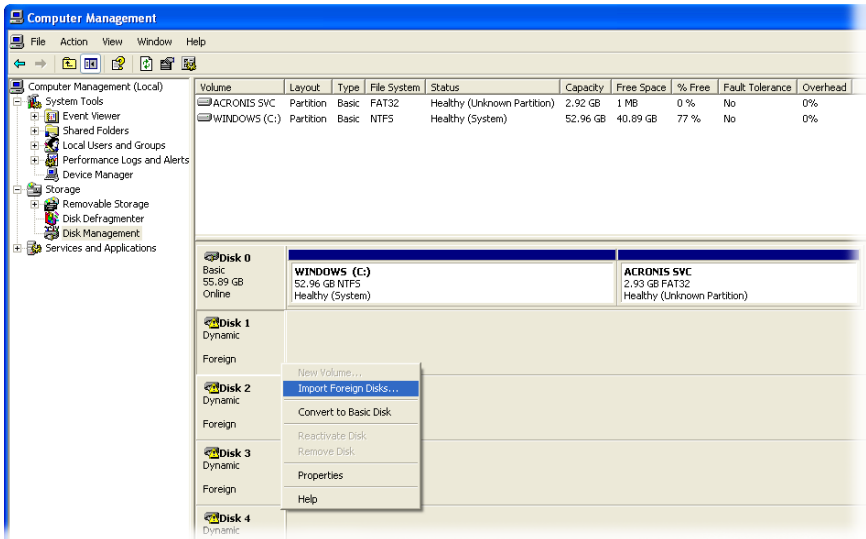 Computer Management
File Action View Window Help
Computer Management (Local)
System Tools
Event Viewer
Shared Folders
Local Users and Groups
Performance Logs and Alerts
Device Manager
Storage
Removable Storage
Disk Defragmenter
Disk Management
Services and Applications
Volume Layout Type File System Status Capacity Free Space % Free Fault Tolerance Overhead
ACRONIS SVC Partition Basic FAT32 Healthy (Unknown Partition) 2.92 GB 1 MB 0 % No 0%
WINDOWS (C:) Partition Basic NTFS Healthy (System) 52.96 GB 40.89 GB 77 % No 0%
Disk 0
Basic
55.89 GB
Online
WINDOWS (C:)
52.96 GB NTFS
Healthy (System)
ACRONIS SVC
2.93 GB FAT32
Healthy (Unknown Partition)
Disk 1
Dynamic
Foreign
Disk 2
Dynamic
Foreign
Disk 3
Dynamic
Foreign
Disk 4
Dynamic
New Volume...
Import Foreign Disks...
Convert to Basic Disk
Reactivate Disk
Remove Disk
Properties
Help